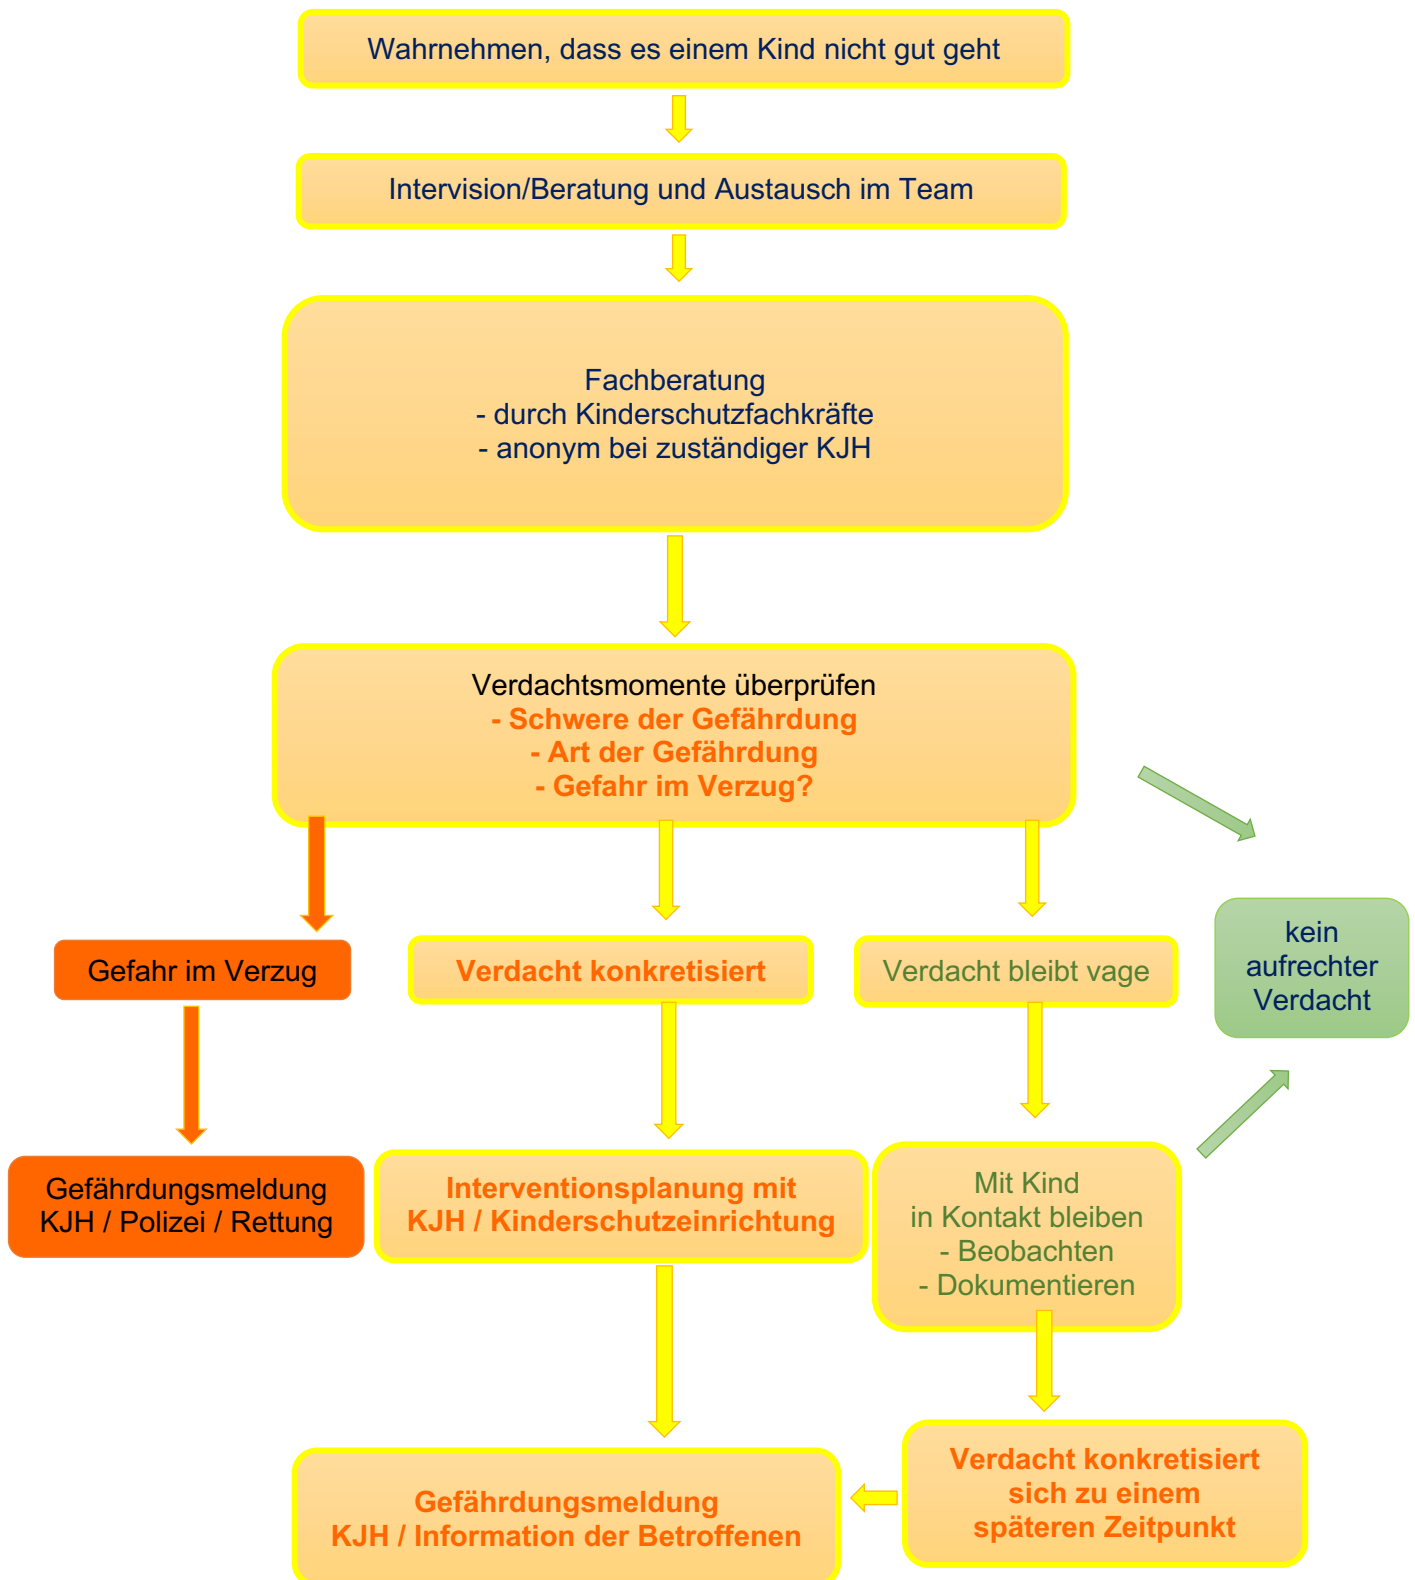 Wahrnehmen, dass es einem Kind nicht gut geht
Intervision/Beratung und Austausch im Team
Fachberatung
- durch Kinderschutzfachkräfte
- anonym bei zuständiger KJH
Verdachtsmomente überprüfen
- Schwere der Gefährdung
- Art der Gefährdung
- Gefahr im Verzug?
Gefahr im Verzug
Verdacht konkretisiert
Verdacht bleibt vage
kein
aufrechter
Verdacht
Gefährdungsmeldung
KJH / Polizei / Rettung
Interventionsplanung mit
KJH / Kinderschutzeinrichtung
Mit Kind
in Kontakt bleiben
- Beobachten
- Dokumentieren
Gefährdungsmeldung
KJH / Information der Betroffenen
Verdacht konkretisiert
sich zu einem
späteren Zeitpunkt